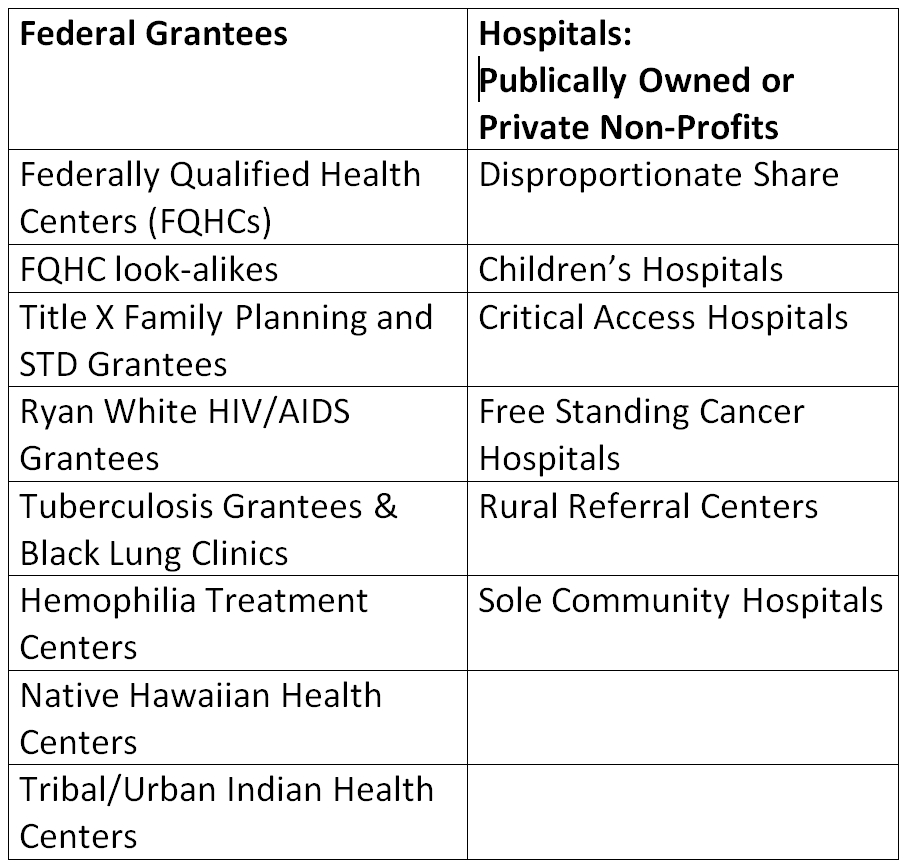 Federal Grantees
Hospitals:
Publically Owned or
Private Non-Profits
Federally Qualified Health
Centers (FQHCs)
Disproportionate Share
FQHC look-alikes
Children’s Hospitals
Title X Family Planning and
STD Grantees
Critical Access Hospitals
Ryan White HIV/AIDS
Grantees
Free Standing Cancer
Hospitals
Tuberculosis Grantees &
Black Lung Clinics
Rural Referral Centers
Hemophilia Treatment
Centers
Sole Community Hospitals
Native Hawaiian Health
Centers
Tribal/Urban Indian Health
Centers